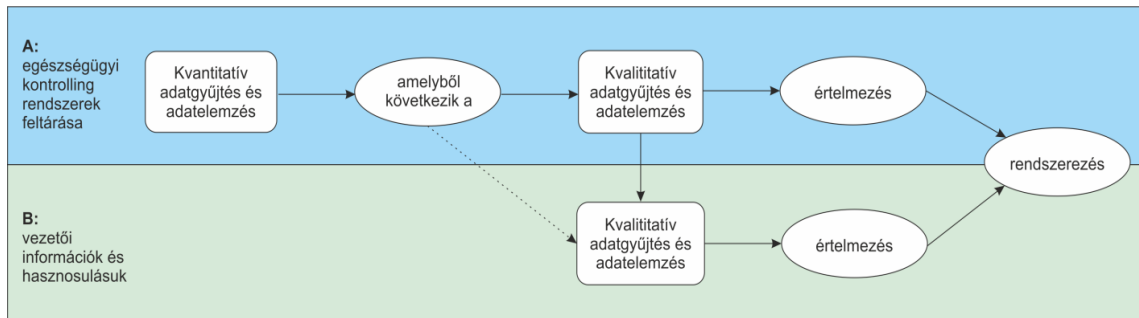 A:
egészségügyi
kontrolling
rendszerek
feltárása
Kvantitatív
adatgyűjtés és
adatelemzés
amelyből
következik a
Kvalititatív
adatgyűjtés és
adatelemzés
értelmezés
rendszerezés
B:
vezetői
információk és
hasznosulásuk
Kvalititatív
adatgyűjtés és
adatelemzés
értelmezés